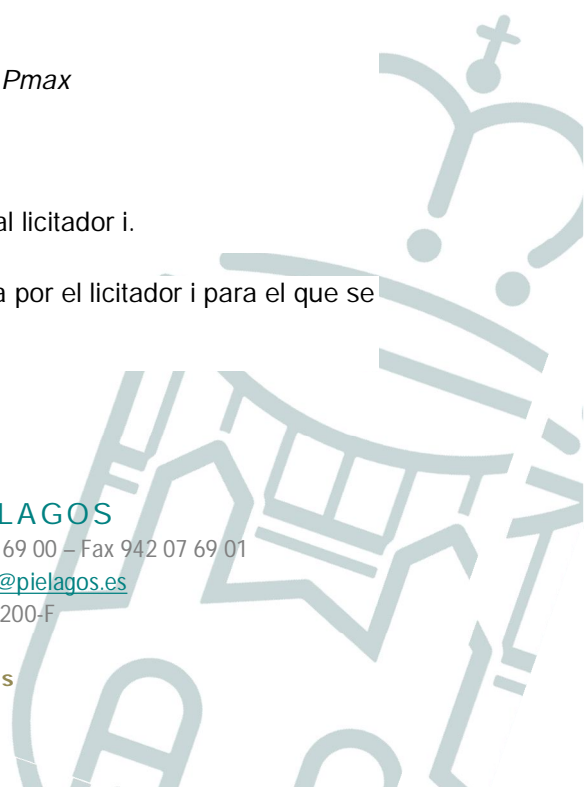 Pmax
al licitador i.
a por el licitador i para el que se
LAGOS
69 00 – Fax 942 07 69 01
@pielagos.es
200-F
s